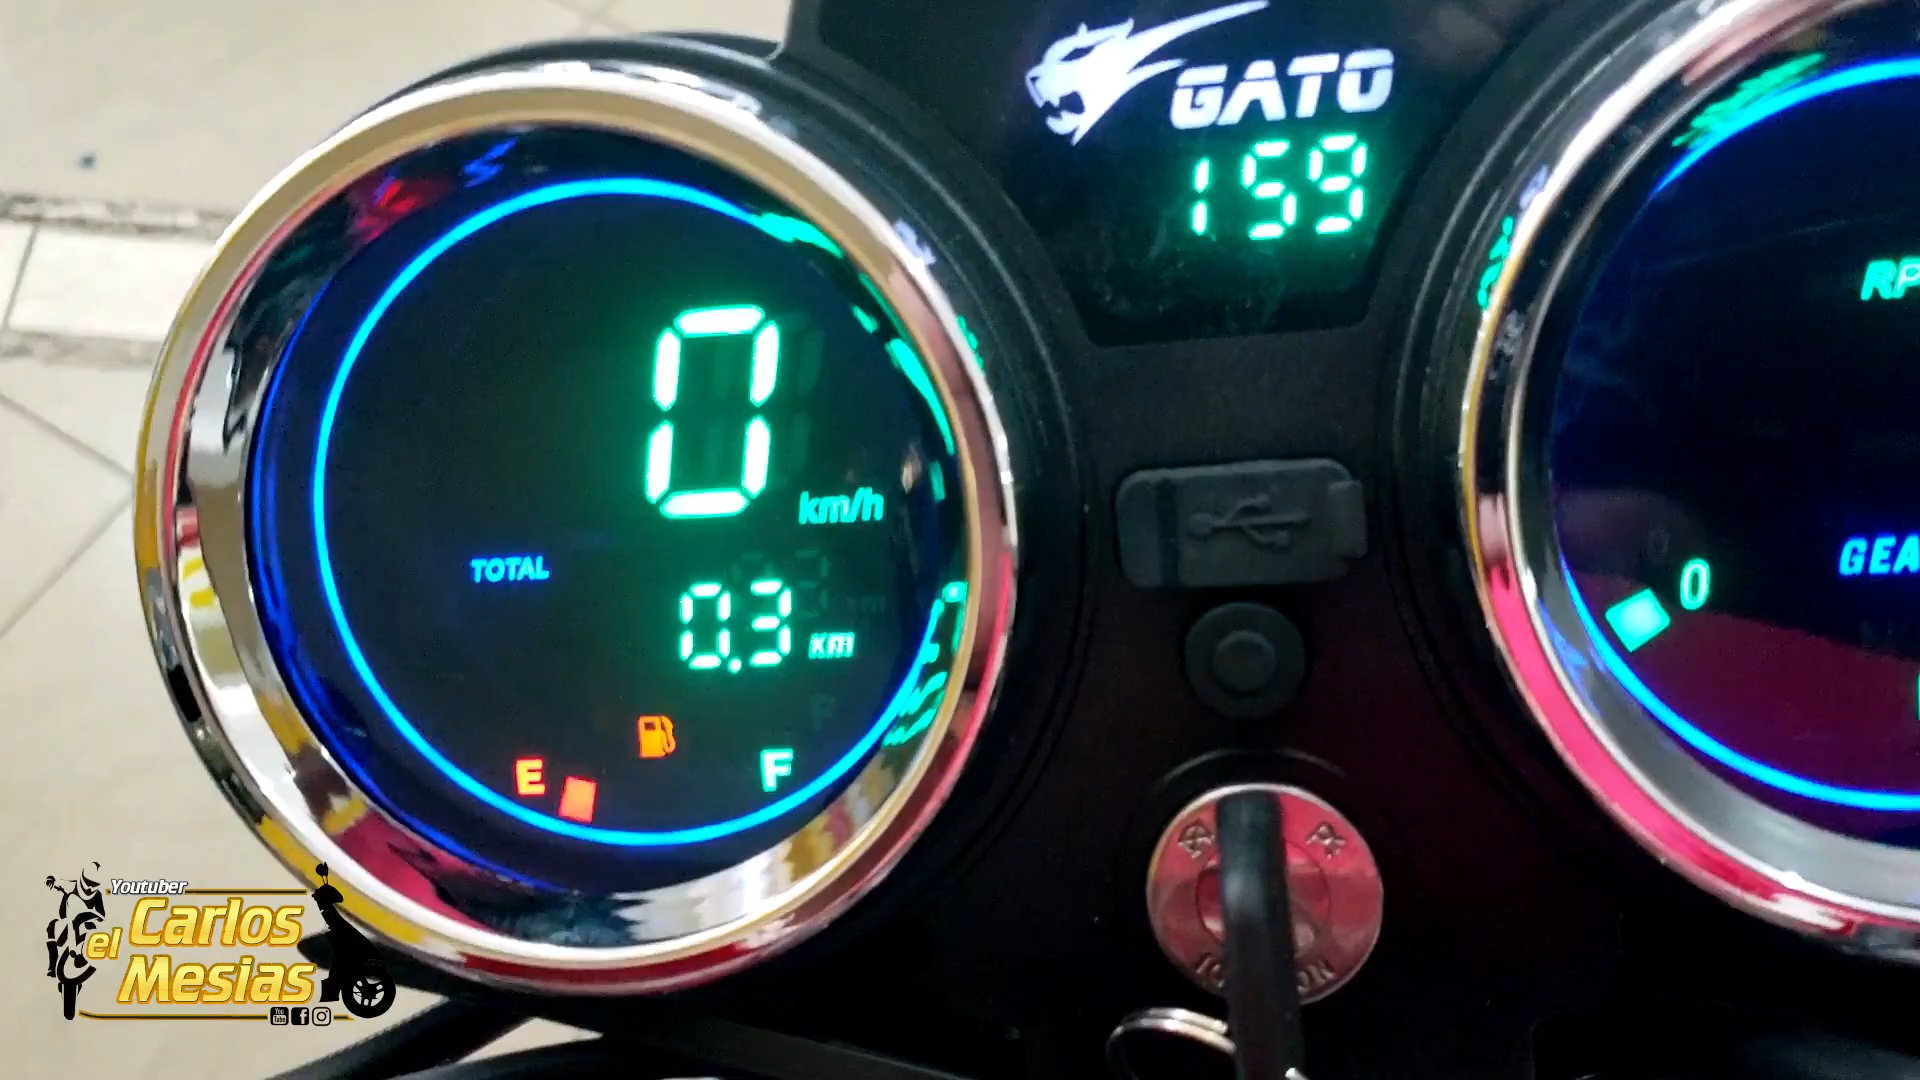 GATO
159
0
km/h
TOTAL
0.3
KM
E
F
0
Youtuber
Carlos
el
Mesias